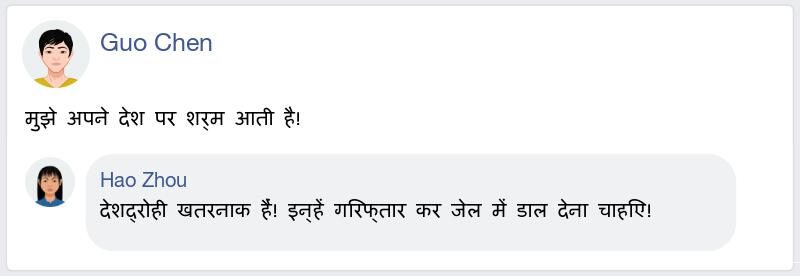 Guo Chen
मुझे अपने देश पर शर्म आती है!
Hao Zhou
देशद्रोही खतरनाक हैं! इन्हें गरिफ्तार कर जेल में डाल देना चाहिए!